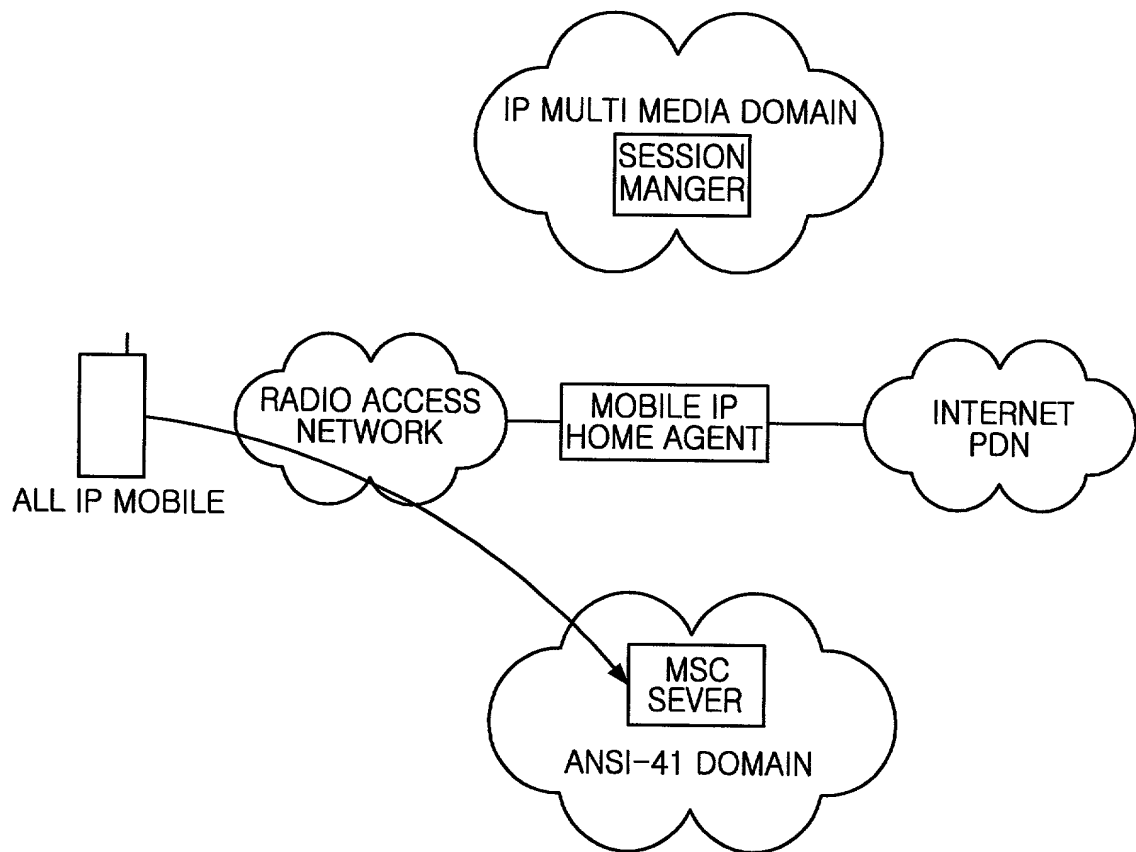 IP MULTI MEDIA DOMAIN
SESSION
MANGER
RADIO ACCESS
NETWORK
MOBILE IP
HOME AGENT
INTERNET
PDN
ALL IP MOBILE
MSC
SEVER
ANSI-41 DOMAIN